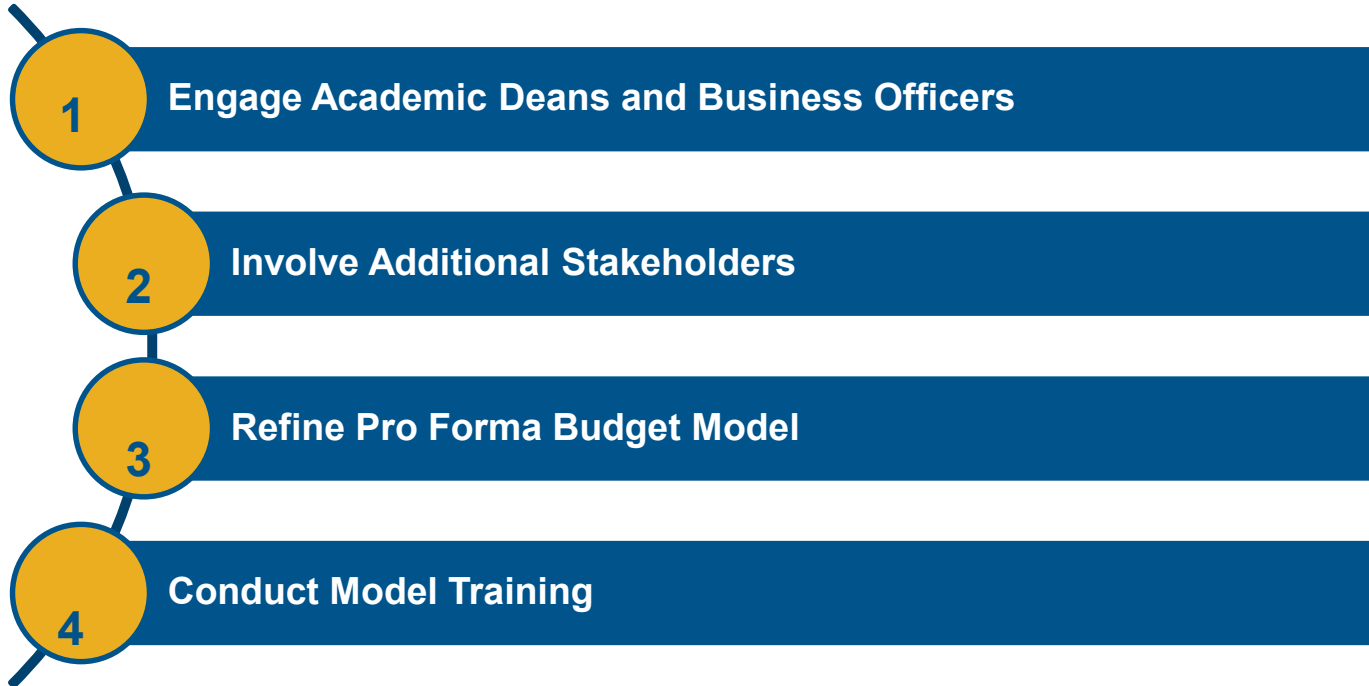 1
Engage Academic Deans and Business Officers
2
Involve Additional Stakeholders
3
Refine Pro Forma Budget Model
4
Conduct Model Training